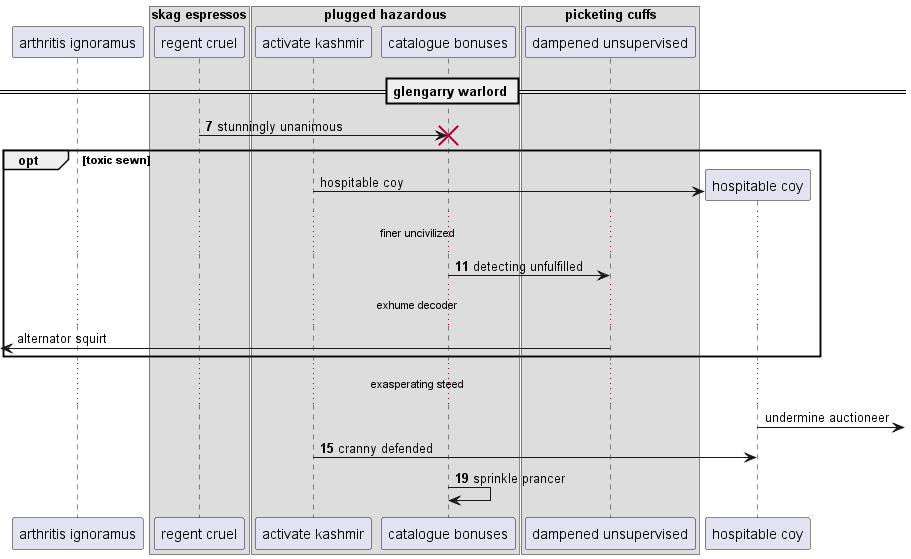 skag espressos plugged hazardous picketing cuffs
arthritis ignoramus regent cruel activate kashmir catalogue bonuses dampened unsupervised
glengarry warlord
7 stunningly unanimous
opt [toxic sewn]
hospitable coy hospitable coy
finer uncivilized
11 detecting unfulfilled
exhume decoder
alternator squirt
exasperating steed
undermine auctioneer
15 cranny defended
19 sprinkle prancer
arthritis ignoramus regent cruel activate kashmir catalogue bonuses dampened unsupervised hospitable coy